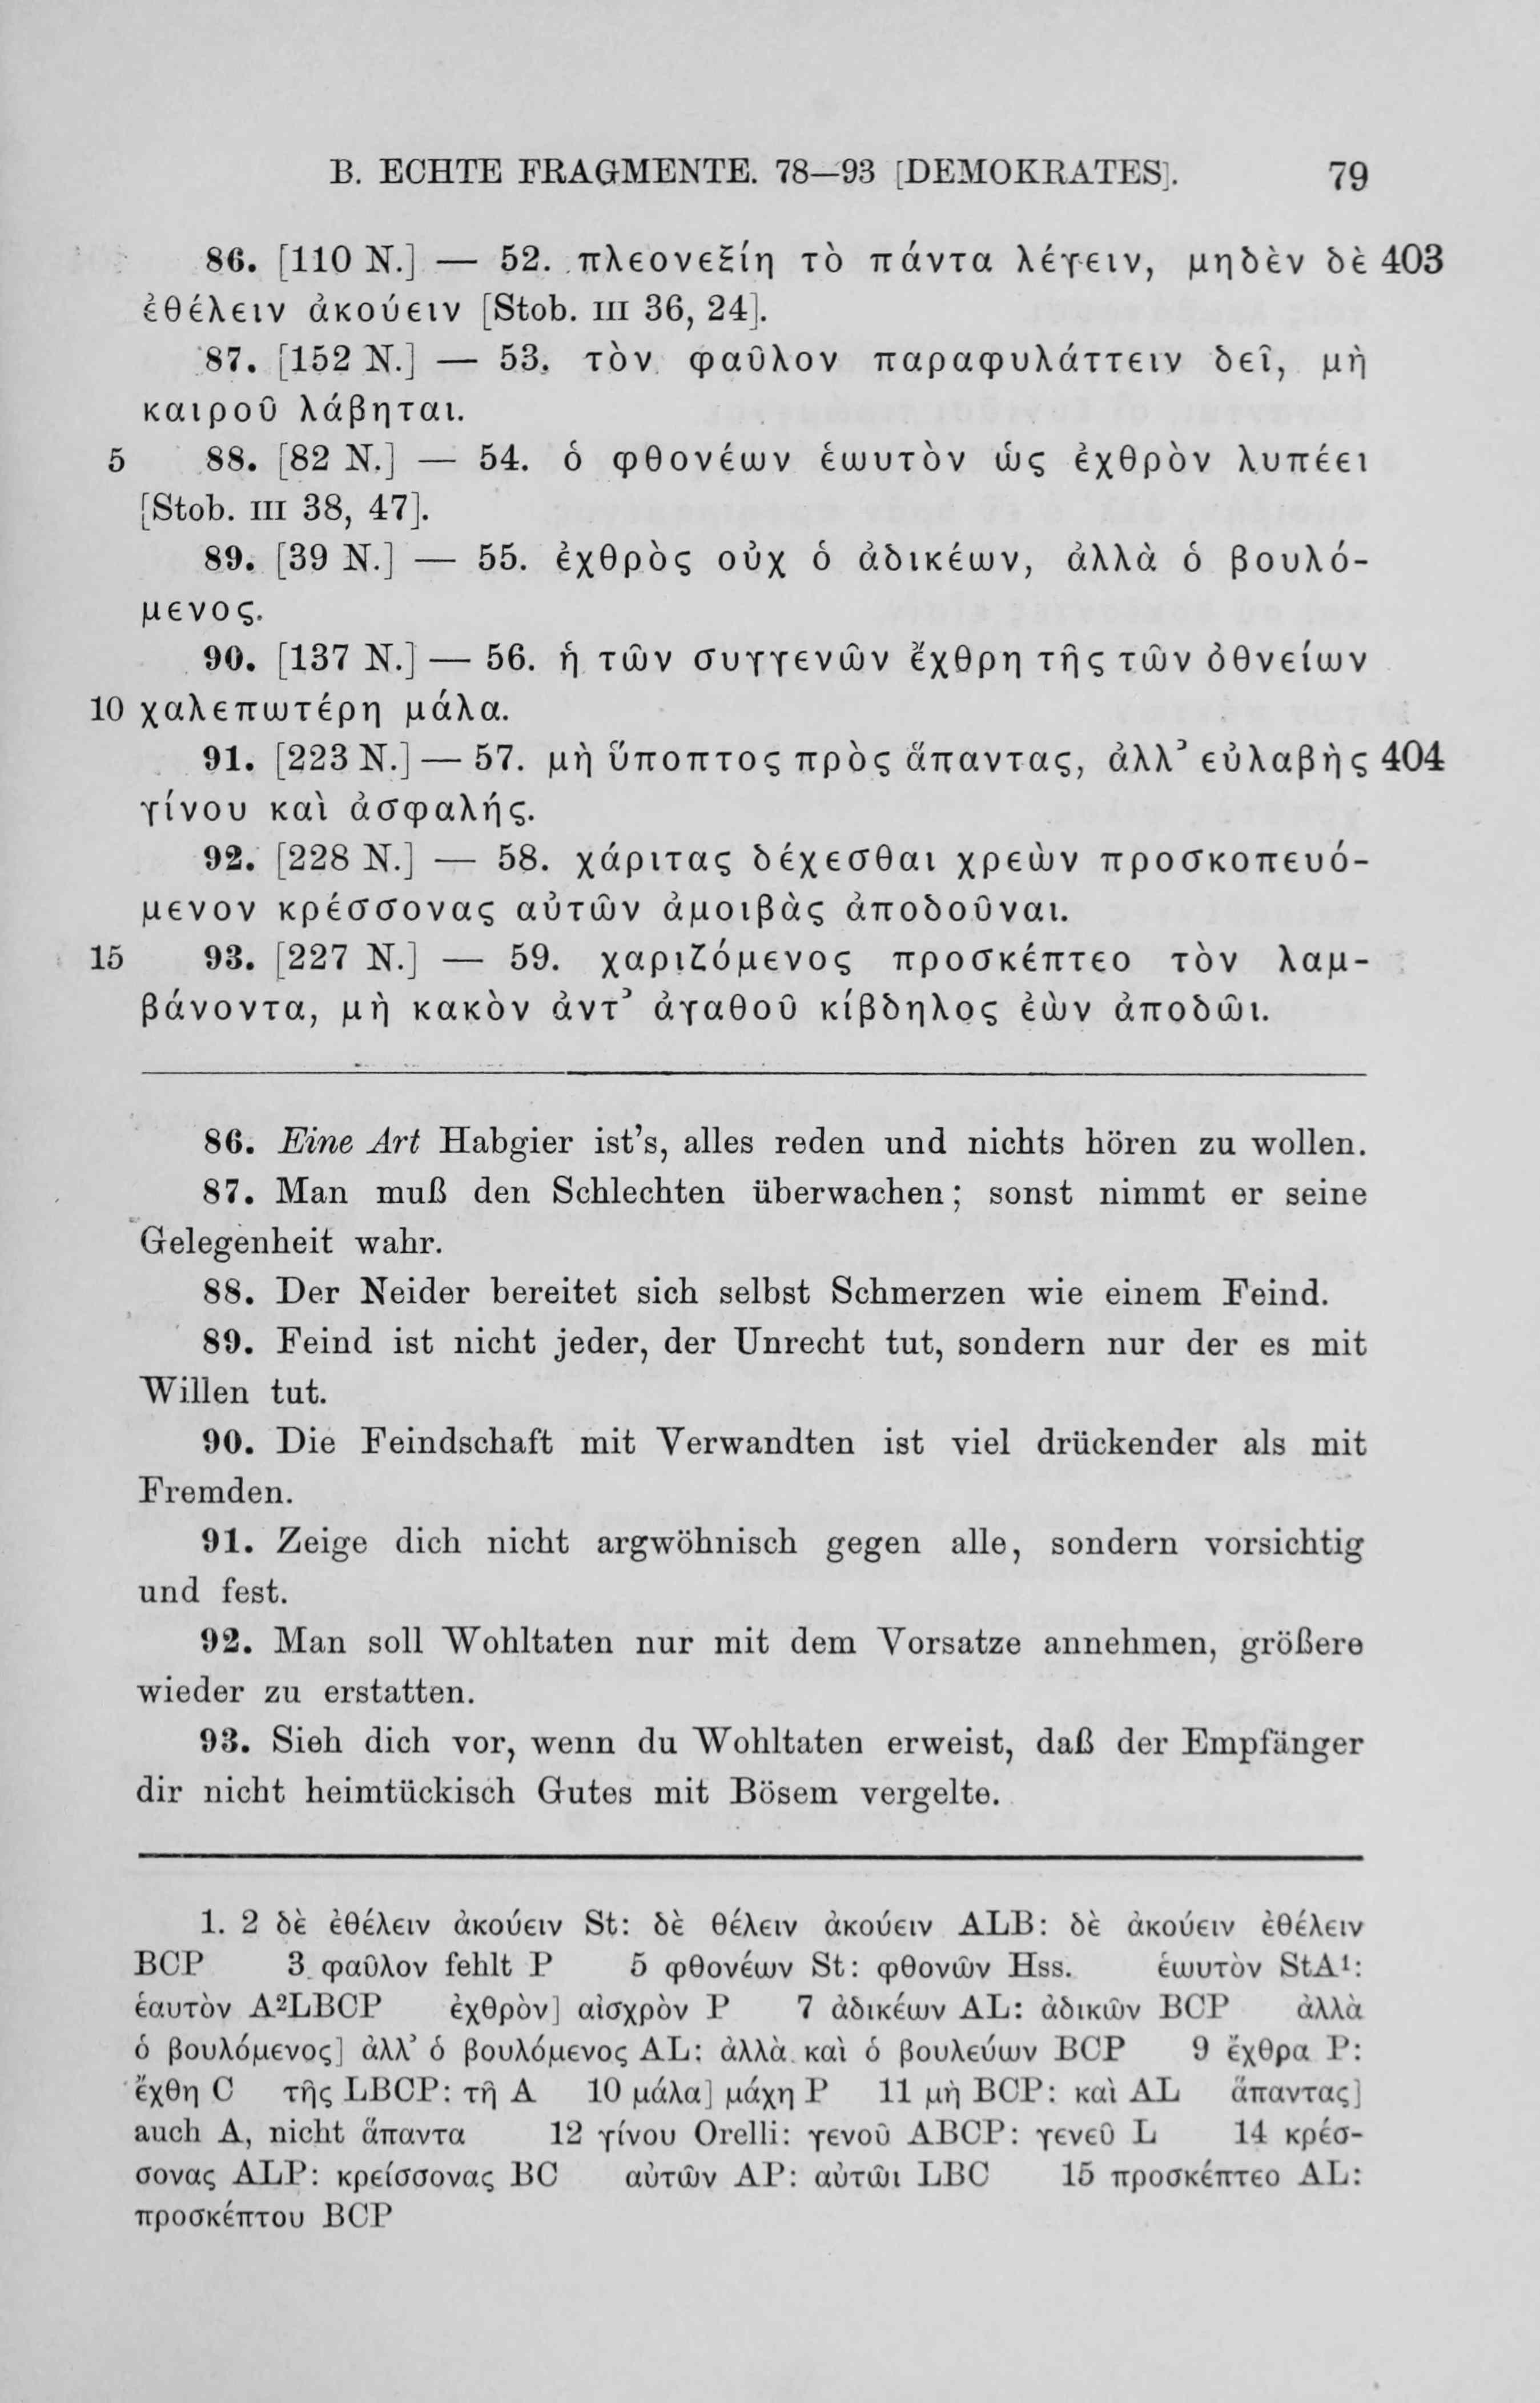 B. ECHTE FRAGMENTE. 78—93 [DEMOKRATES]. 79
86. [110 N.] — 52. πλεονεξίη τὸ πάντα λέγειν, μηδὲν δὲ 403
ἐθέλειν ἀκούειν [Stob. III 36, 24].
87. [152 N.] — 53. τὸν φαῦλον παραφυλάττειν δεῖ, μὴ
καιροῦ λάβηται.
5 88. [82 N.] — 54. ὁ φθονέων ἑωυτὸν ὡς ἐχθρὸν λυπέει
[Stob. III 38, 47].
89. [39 N.] — 55. ἐχθρὸς οὐχ ὁ ἀδικέων, ἀλλὰ ὁ βουλό-
μενος.
90. [137 N.] — 56. ἡ τῶν συγγενῶν ἔχθρη τῆς τῶν ὀθνείων
10 χαλεπωτέρη μάλα.
91. [223 N.] — 57. μὴ ὕποπτος πρὸς ἅπαντας, ἀλλ' εὐλαβὴς 404
γίνου καὶ ἀσφαλής.
92. [228 N.] — 58. χάριτας δέχεσθαι χρεὼν προσκοπευό-
μενον κρέσσονας αὐτῶν ἀμοιβὰς ἀποδοῦναι.
15 93. [227 N.] — 59. χαριζόμενος προσκέπτεο τὸν λαμ-
βάνοντα, μὴ κακὸν ἀντ' ἀγαθοῦ κίβδηλος ἐὼν ἀποδῶι.
86. Eine Art Habgier ist's, alles reden und nichts hören zu wollen.
87. Man muß den Schlechten überwachen; sonst nimmt er seine
Gelegenheit wahr.
88. Der Neider bereitet sich selbst Schmerzen wie einem Feind.
89. Feind ist nicht jeder, der Unrecht tut, sondern nur der es mit
Willen tut.
90. Die Feindschaft mit Verwandten ist viel drückender als mit
Fremden.
91. Zeige dich nicht argwöhnisch gegen alle, sondern vorsichtig
und fest.
92. Man soll Wohltaten nur mit dem Vorsatze annehmen, größere
wieder zu erstatten.
93. Sieh dich vor, wenn du Wohltaten erweist, daß der Empfänger
dir nicht heimtückisch Gutes mit Bösem vergelte.
1. 2 δὲ ἐθέλειν ἀκούειν St: δὲ θέλειν ἀκούειν ALB: δὲ ἀκούειν ἐθέλειν
BCP 3 φαῦλον fehlt P 5 φθονέων St: φθονῶν Hss. ἑωυτὸν StA¹:
ἑαυτὸν A²LBCP ἐχθρὸν] αἰσχρὸν P 7 ἀδικέων AL: ἀδικῶν BCP ἀλλὰ
ὁ βουλόμενος] ἀλλ' ὁ βουλόμενος AL: ἀλλὰ καὶ ὁ βουλεύων BCP 9 ἔχθρα P:
ἔχθη C τῆς LBCP: τῆ A 10 μάλα] μάχη P 11 μὴ BCP: καὶ AL ἅπαντας]
auch A, nicht ἅπαντα 12 γίνου Orelli: γενοῦ ABCP: γενεῦ L 14 κρέσ-
σονας ALP: κρείσσονας BC αὐτῶν AP: αὐτῶι LBC 15 προσκέπτεο AL:
προσκέπτου BCP